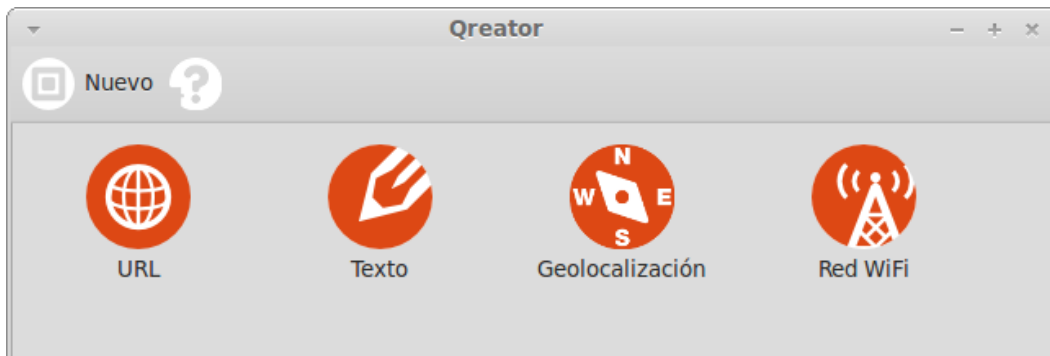 Qreator
Nuevo
N
W E
S
URL Texto Geolocalización Red WiFi